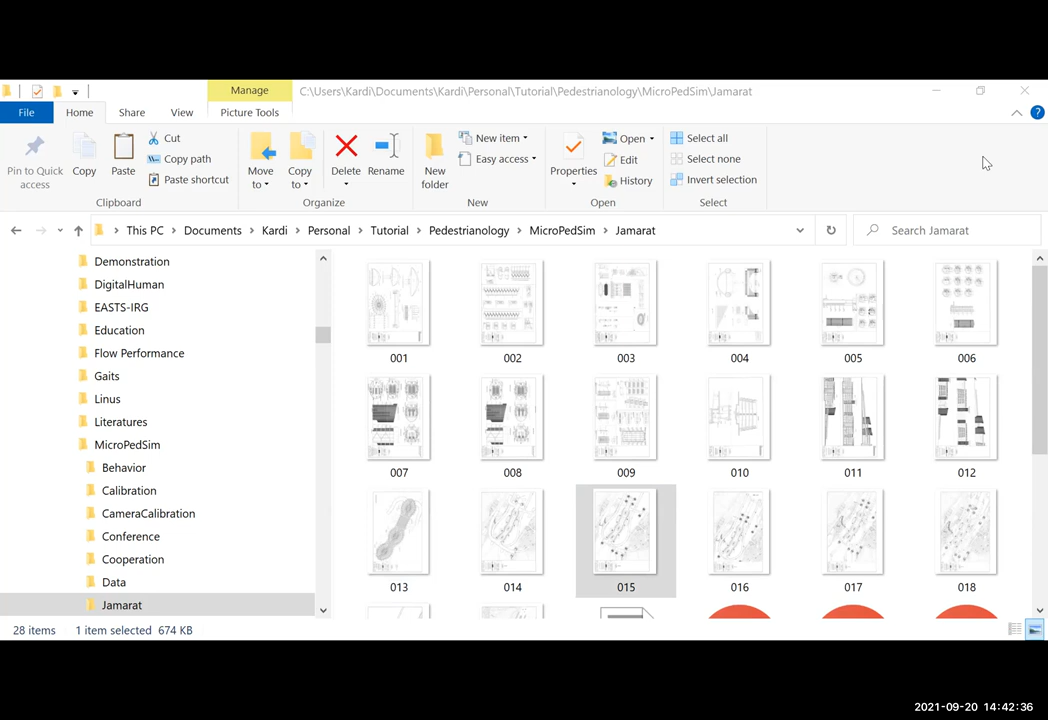 Manage
C:\Users\Kardi\Documents\Kardi\Personal\Tutorial\Pedestrianology\MicroPedSim\Jamarat
File Home Share View Picture Tools
Pin to Quick access
Copy
Paste
Cut
Copy path
Paste shortcut
Clipboard
Move to
Copy to
Delete
Rename
Organize
New folder
New item
Easy access
New
Properties
Open
Edit
History
Open
Select all
Select none
Invert selection
Select
This PC > Documents > Kardi > Personal > Tutorial > Pedestrianology > MicroPedSim > Jamarat
Search Jamarat
Demonstration
DigitalHuman
EASTS-IRG
Education
Flow Performance
Gaits
Linus
Literatures
MicroPedSim
Behavior
Calibration
CameraCalibration
Conference
Cooperation
Data
Jamarat
001 002 003 004 005 006
007 008 009 010 011 012
013 014 015 016 017 018
28 items 1 item selected 674 KB
2021-09-20 14:42:36